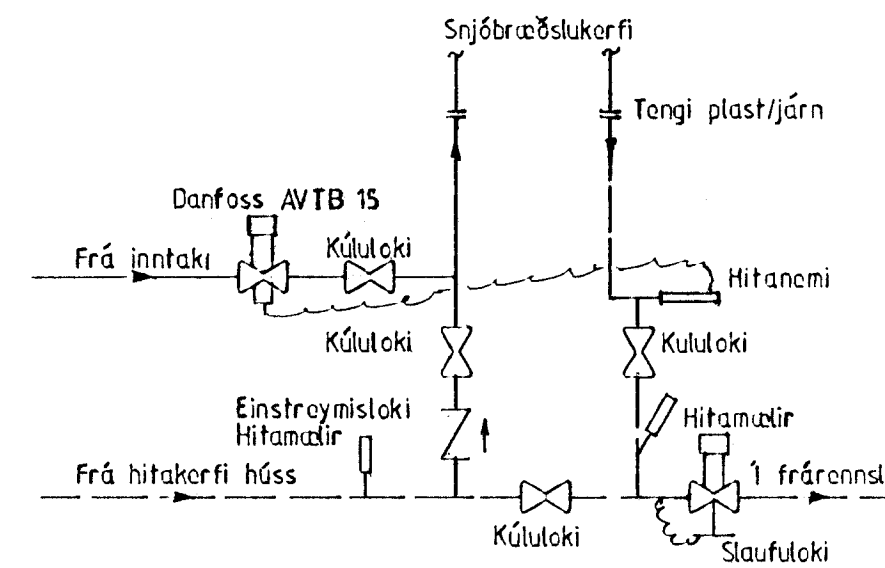 Snjóbræðslukerfi
Tengi plast/járn
Danfoss AVTB 15
Kúluloki
Frá inntaki
Hitanemi
Kúluloki
Kululoki
Einstreymisloki
Hitamælir
Hitamælir
Frá hitakerfi húss
Í frárennsl
Kúluloki
Slaufuloki